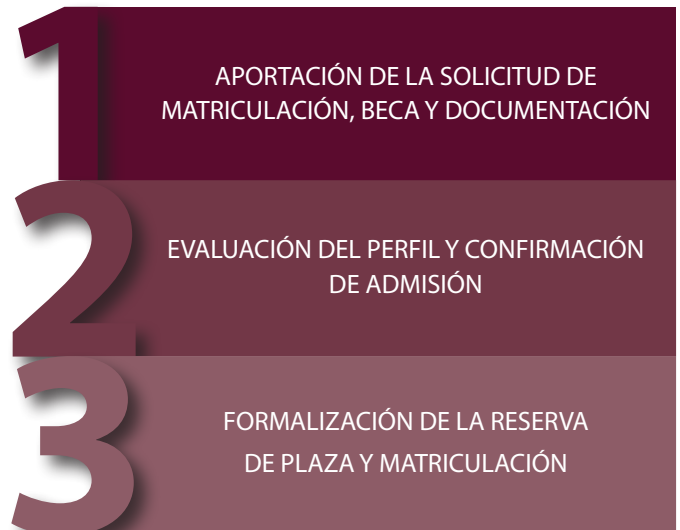 1
APORTACIÓN DE LA SOLICITUD DE
MATRICULACIÓN, BECA Y DOCUMENTACIÓN
2
EVALUACIÓN DEL PERFIL Y CONFIRMACIÓN
DE ADMISIÓN
3
FORMALIZACIÓN DE LA RESERVA
DE PLAZA Y MATRICULACIÓN